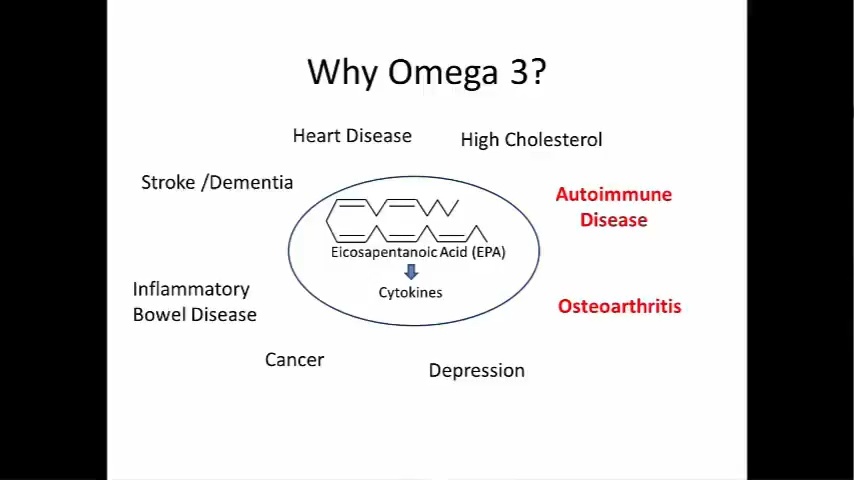 Why Omega 3?
Heart Disease
High Cholesterol
Stroke /Dementia
Autoimmune
Disease
Eicosapentanoic Acid (EPA)
Cytokines
Inflammatory
Bowel Disease
Osteoarthritis
Cancer
Depression